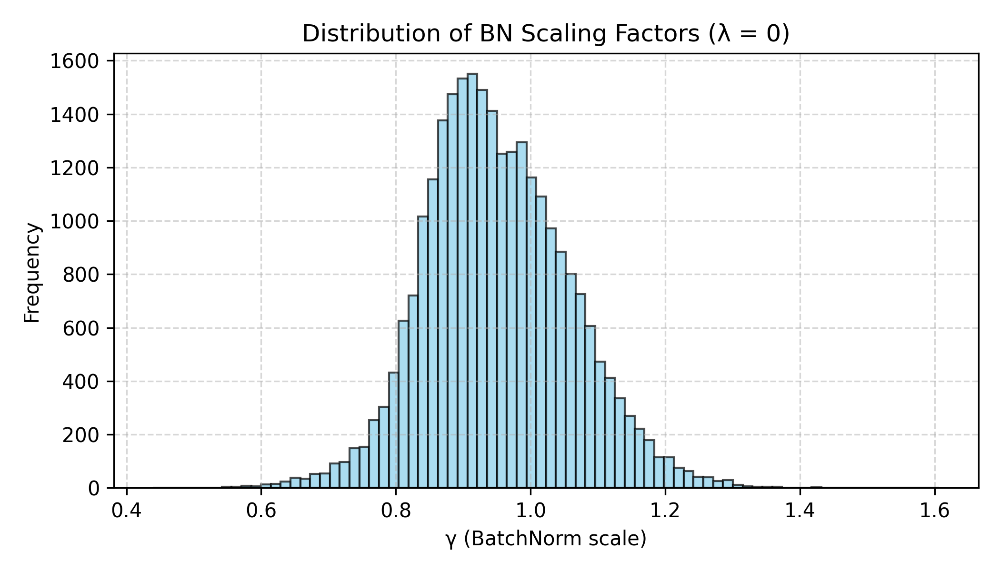 Distribution of BN Scaling Factors (λ = 0)
Frequency
1600
1400
1200
1000
800
600
400
200
0
0.4 0.6 0.8 1.0 1.2 1.4 1.6
γ (BatchNorm scale)